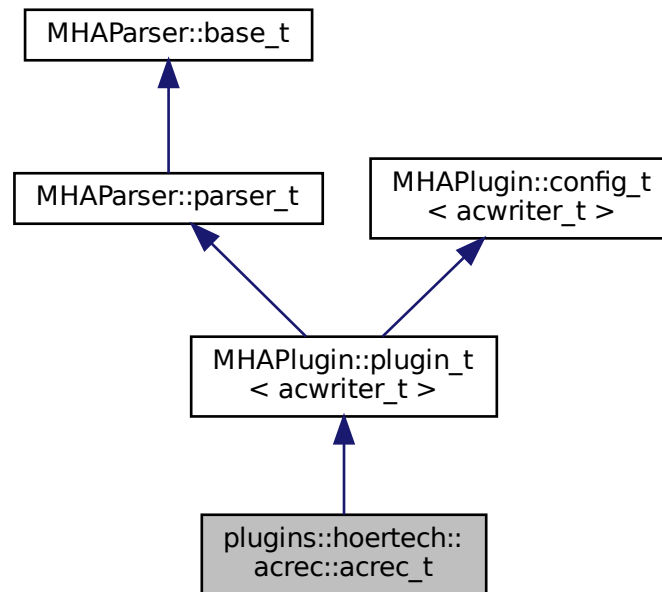 MHAParser::base_t
MHAParser::parser_t
MHAPlugin::config_t
< acwriter_t >
MHAPlugin::plugin_t
< acwriter_t >
plugins::hoertech::
acrec::acrec_t